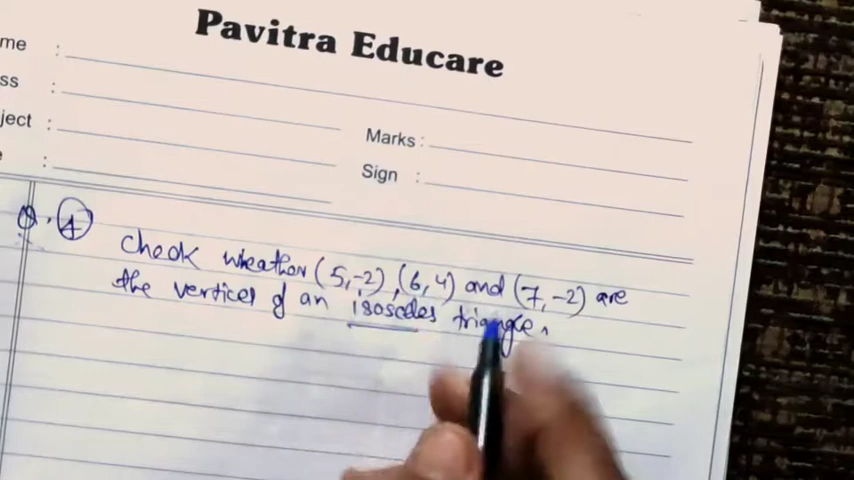 Pavitra Educare
me :
ss :
ject :
e :
Marks :
Sign :
Q. 4
Check wheather (5,-2), (6,4) and (7,-2) are
the vertices of an isosceles triangle.